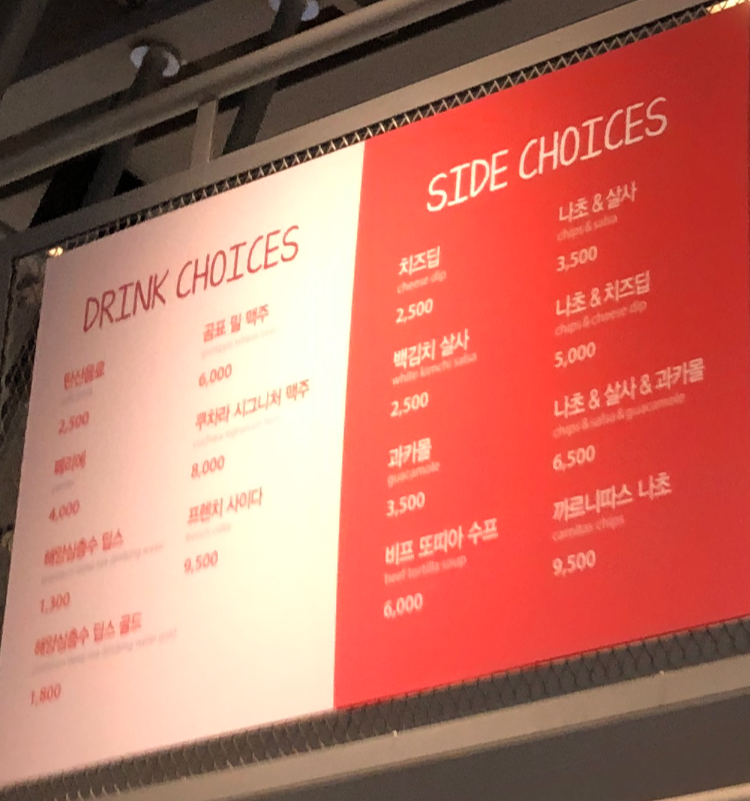 DRINK CHOICES
탄산음료
2,500
페리에
4,000
해양심층수 딥스
1,300
해양심층수 딥스 골드
1,800
곰표 밀 맥주
6,000
쿠차라 시그니처 맥주
8,000
프렌치 사이다
9,500
SIDE CHOICES
치즈딥
cheese dip
2,500
백김치 살사
white kimchi salsa
2,500
과카몰
guacamole
3,500
비프 또띠아 수프
beef tortilla soup
6,000
나초 & 살사
chips & salsa
3,500
나초 & 치즈딥
chips & cheese dip
5,000
나초 & 살사 & 과카몰
chips & salsa & guacamole
6,500
까르니따스 나초
carnitas chips
9,500